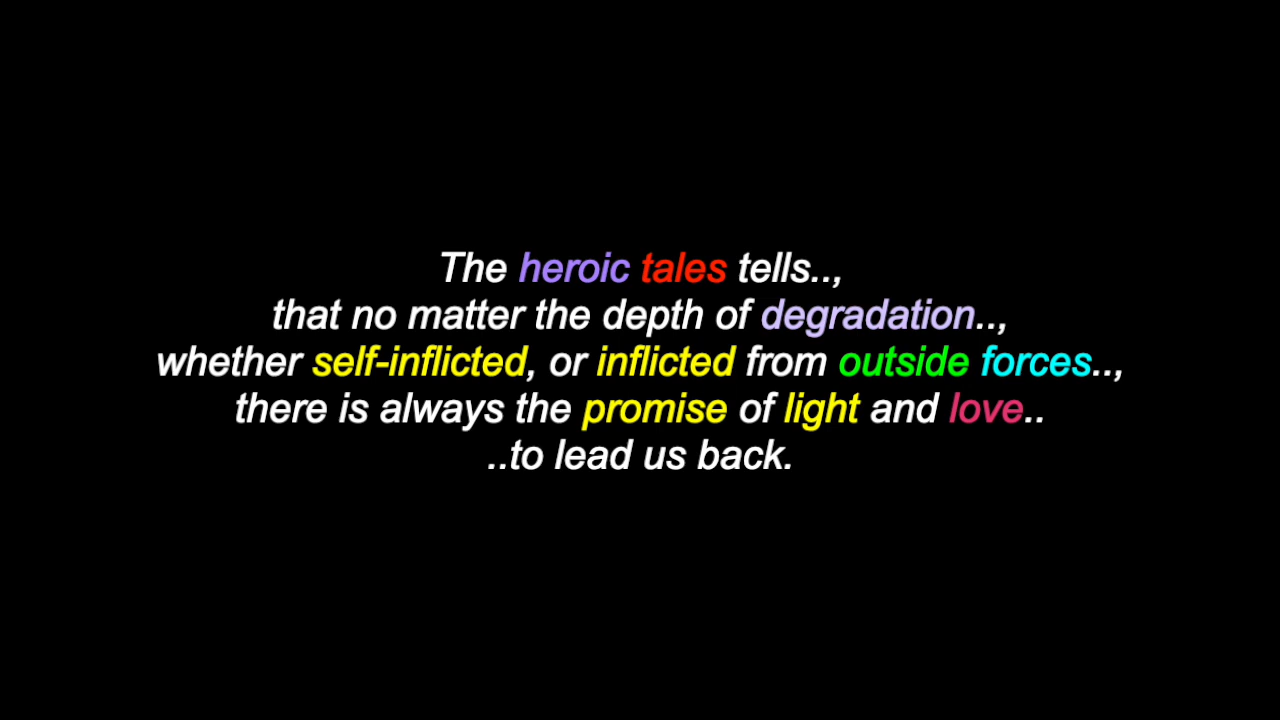 The heroic tales tells..,
that no matter the depth of degradation..,
whether self-inflicted, or inflicted from outside forces..,
there is always the promise of light and love..
..to lead us back.